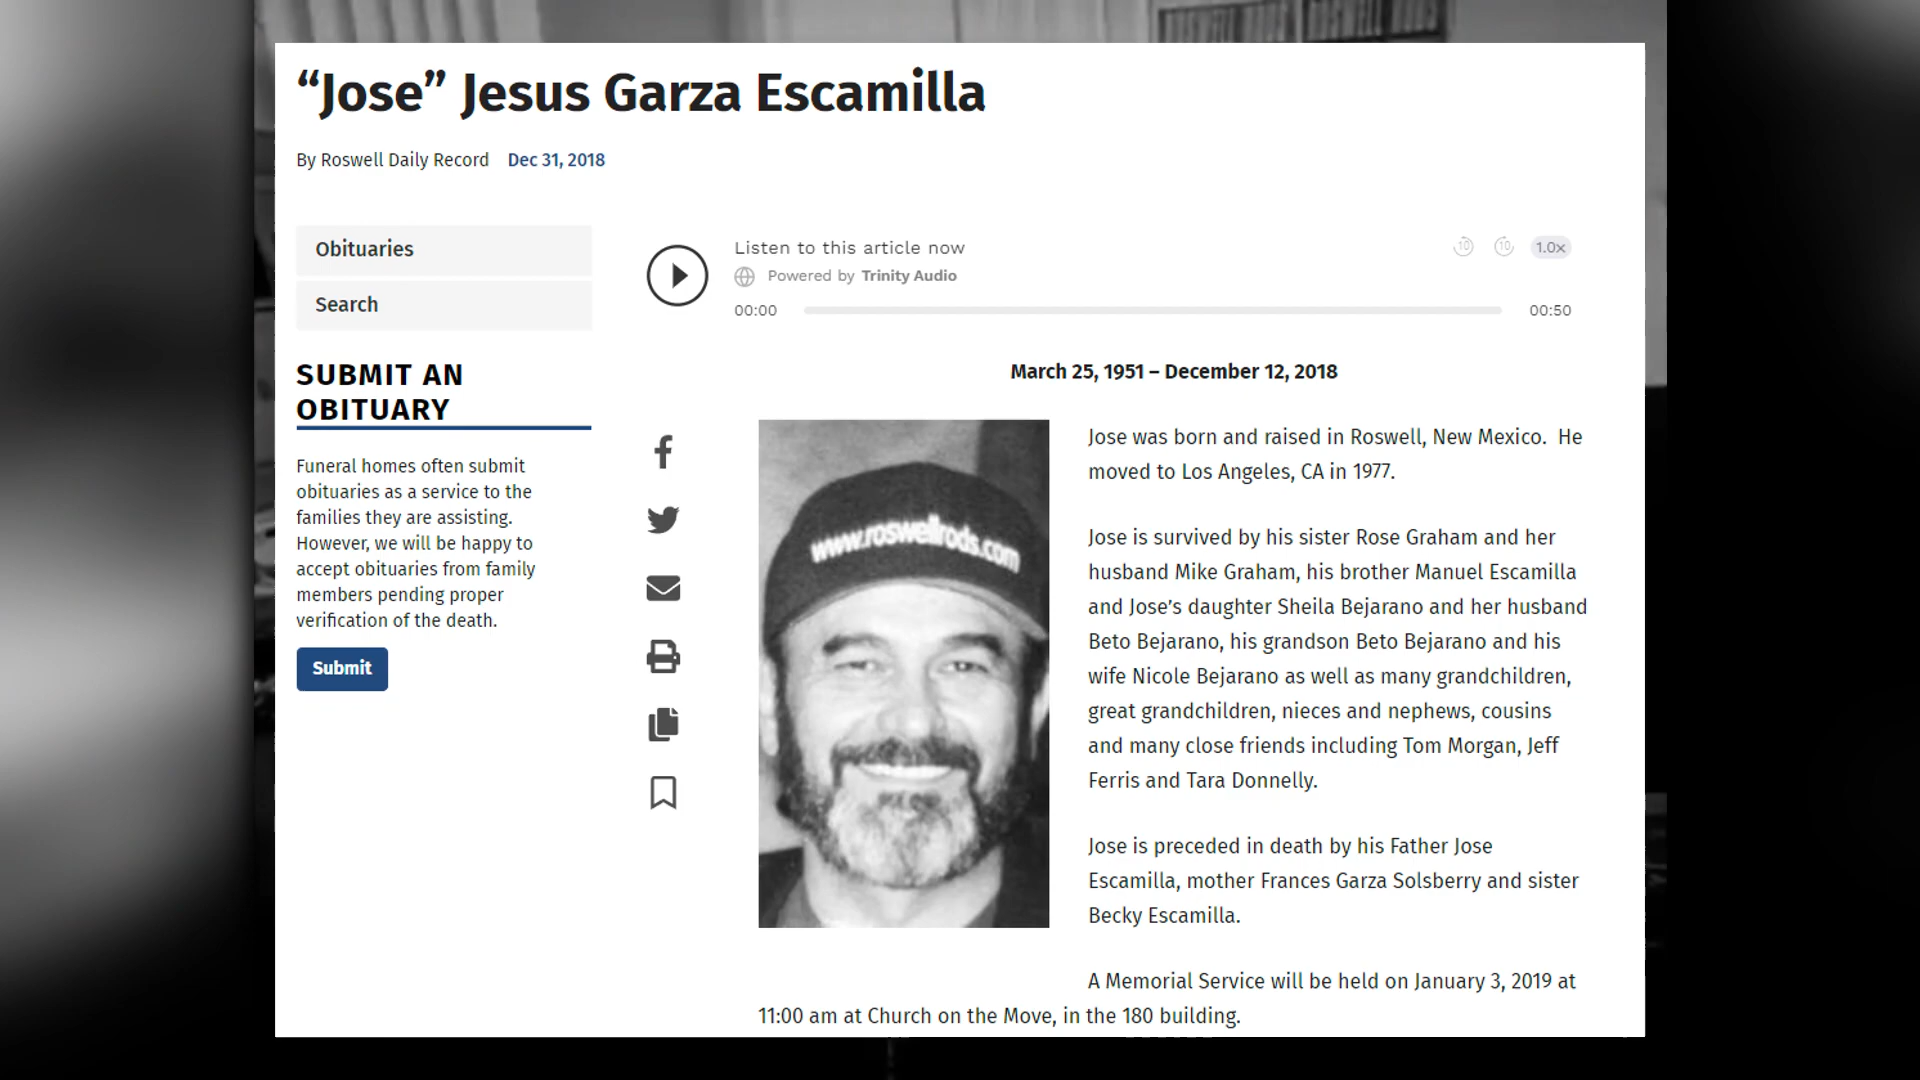 “Jose” Jesus Garza Escamilla
By Roswell Daily Record Dec 31, 2018
Obituaries
Search
SUBMIT AN
OBITUARY
Funeral homes often submit
obituaries as a service to the
families they are assisting.
However, we will be happy to
accept obituaries from family
members pending proper
verification of the death.
Submit
Listen to this article now
10 10 1.0x
Powered by Trinity Audio
00:00 00:50
March 25, 1951 – December 12, 2018
www.roswellrods.com
Jose was born and raised in Roswell, New Mexico. He
moved to Los Angeles, CA in 1977.
Jose is survived by his sister Rose Graham and her
husband Mike Graham, his brother Manuel Escamilla
and Jose’s daughter Sheila Bejarano and her husband
Beto Bejarano, his grandson Beto Bejarano and his
wife Nicole Bejarano as well as many grandchildren,
great grandchildren, nieces and nephews, cousins
and many close friends including Tom Morgan, Jeff
Ferris and Tara Donnelly.
Jose is preceded in death by his Father Jose
Escamilla, mother Frances Garza Solsberry and sister
Becky Escamilla.
A Memorial Service will be held on January 3, 2019 at
11:00 am at Church on the Move, in the 180 building.